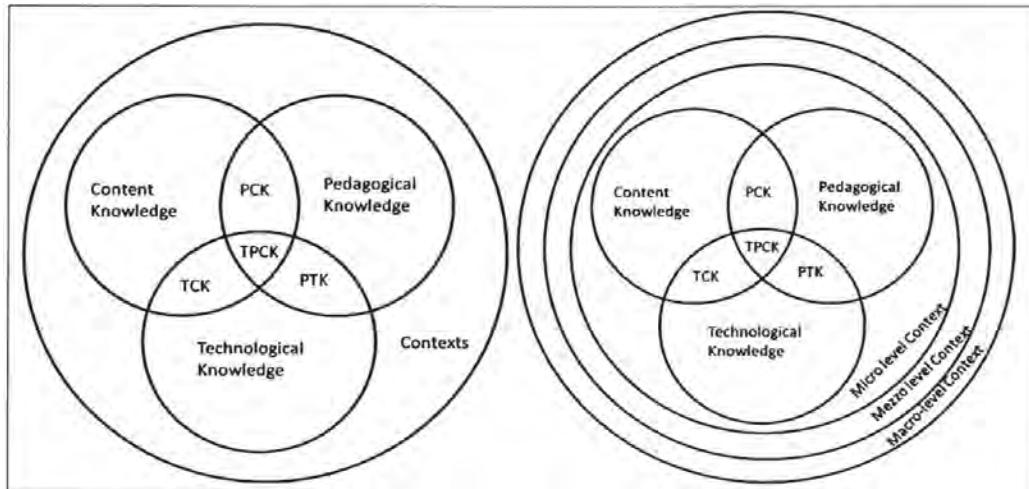 Content
Knowledge
PCK
Pedagogical
Knowledge
TPCK
TCK
PTK
Technological
Knowledge
Contexts
Content
Knowledge
PCK
Pedagogical
Knowledge
TPCK
TCK
PTK
Technological
Knowledge
Micro level Context
Mezzo level Context
Macro-level Context